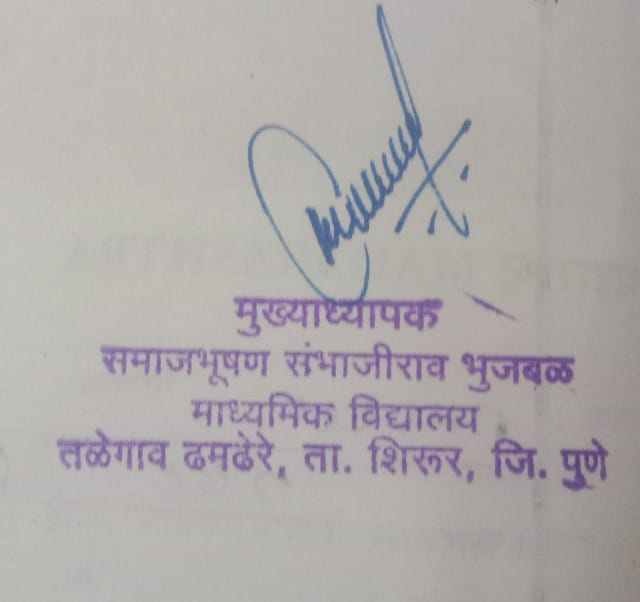 मुख्याध्यापक
समाजभूषण संभाजीराव भुजबळ
माध्यमिक विद्यालय
तळेगाव ढमढेरे, ता. शिरूर, जि. पुणे